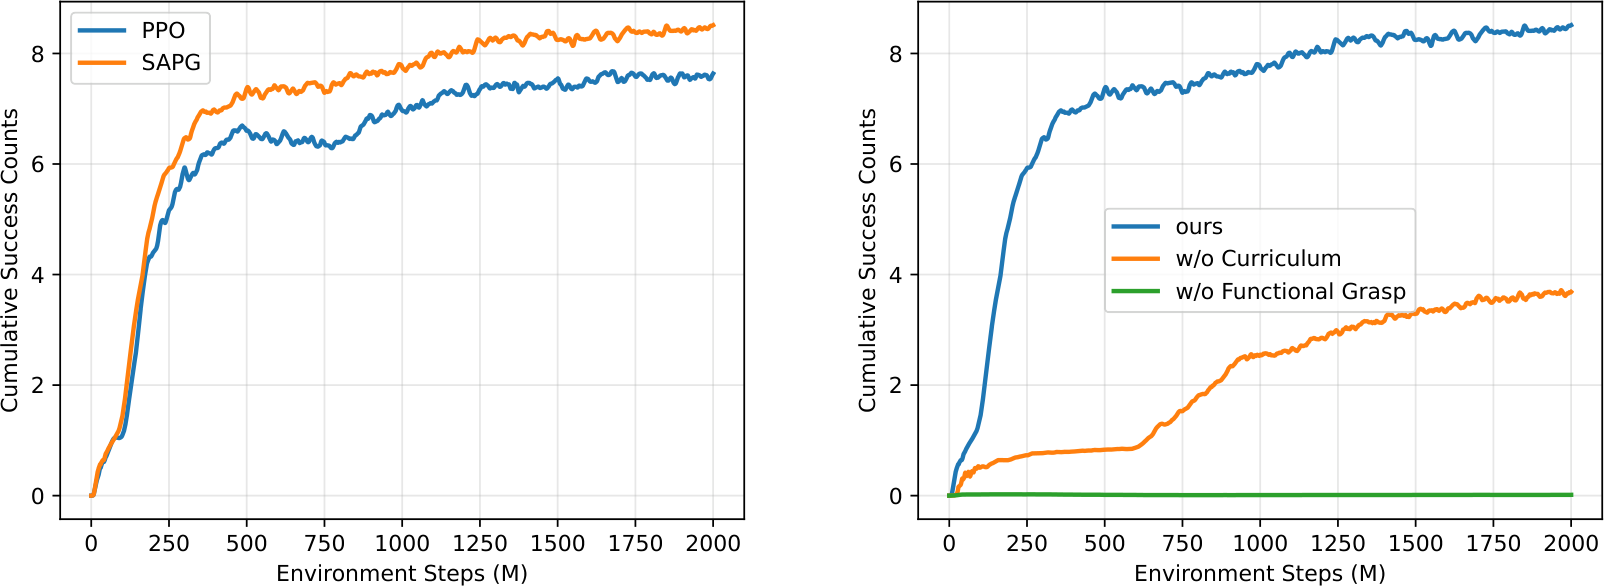 PPO
SAPG
8
6
4
2
0
Cumulative Success Counts
0 250 500 750 1000 1250 1500 1750 2000
Environment Steps (M)
ours
w/o Curriculum
w/o Functional Grasp
8
6
4
2
0
Cumulative Success Counts
0 250 500 750 1000 1250 1500 1750 2000
Environment Steps (M)